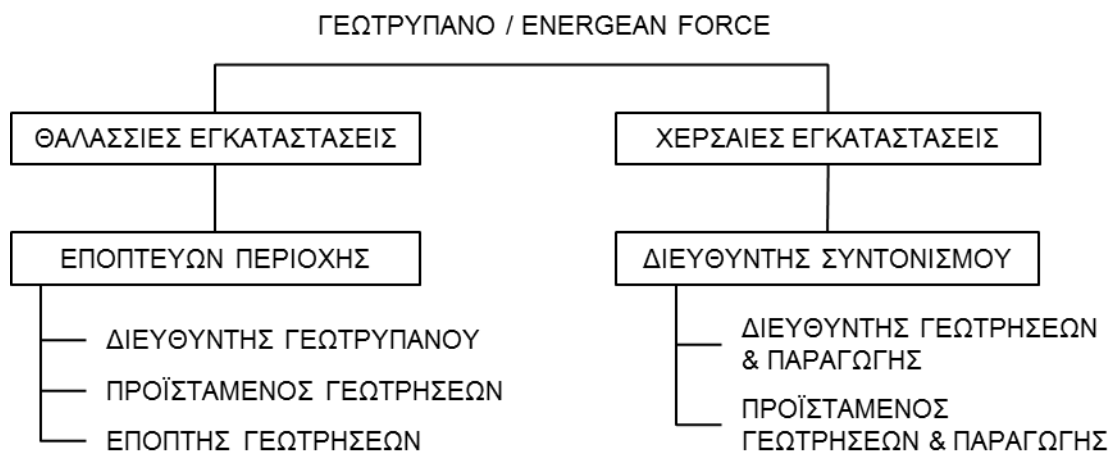 ΓΕΩΤΡΥΠΑΝΟ / ENERGEAN FORCE
ΘΑΛΑΣΣΙΕΣ ΕΓΚΑΤΑΣΤΑΣΕΙΣ
ΧΕΡΣΑΙΕΣ ΕΓΚΑΤΑΣΤΑΣΕΙΣ
ΕΠΟΠΤΕΥΩΝ ΠΕΡΙΟΧΗΣ
ΔΙΕΥΘΥΝΤΗΣ ΣΥΝΤΟΝΙΣΜΟΥ
ΔΙΕΥΘΥΝΤΗΣ ΓΕΩΤΡΥΠΑΝΟΥ
ΠΡΟΪΣΤΑΜΕΝΟΣ ΓΕΩΤΡΗΣΕΩΝ
ΕΠΟΠΤΗΣ ΓΕΩΤΡΗΣΕΩΝ
ΔΙΕΥΘΥΝΤΗΣ ΓΕΩΤΡΗΣΕΩΝ
& ΠΑΡΑΓΩΓΗΣ
ΠΡΟΪΣΤΑΜΕΝΟΣ
ΓΕΩΤΡΗΣΕΩΝ & ΠΑΡΑΓΩΓΗΣ